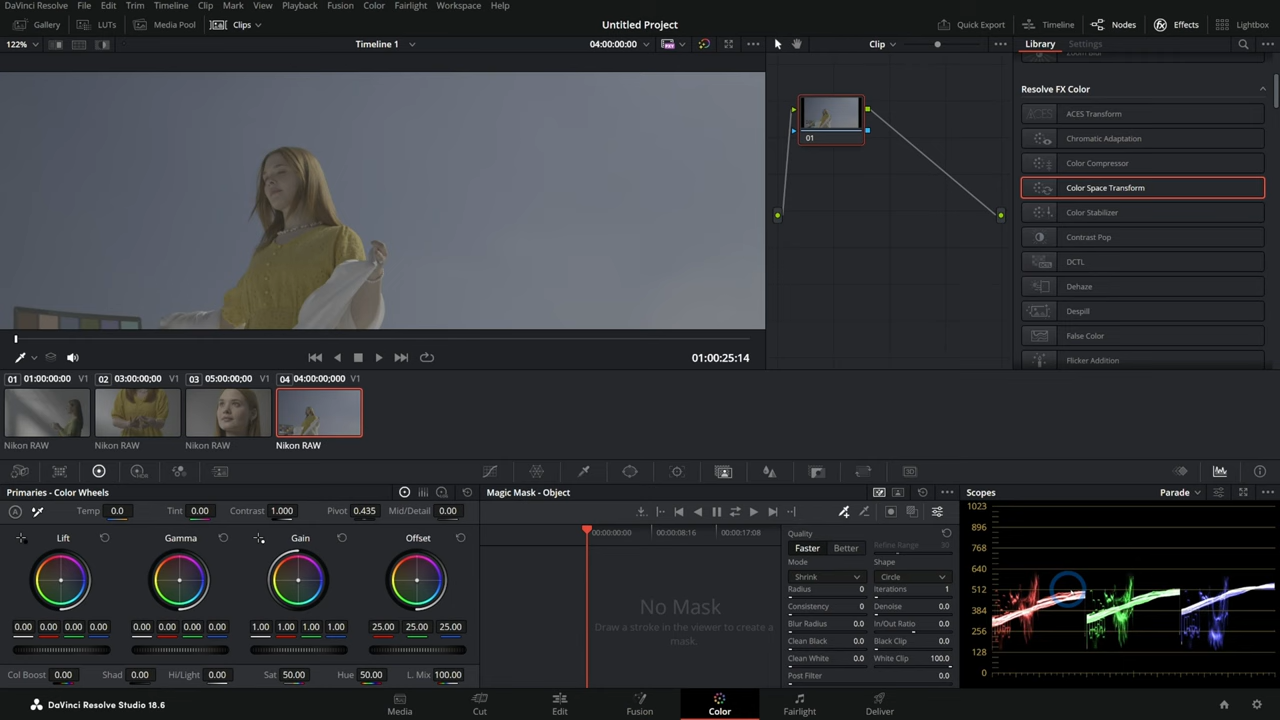 DaVinci Resolve File Edit Trim Timeline Clip Mark View Playback Fusion Color Fairlight Workspace Help
Gallery LUTs Media Pool Clips Untitled Project Quick Export Timeline Nodes Effects Lightbox
122% Timeline 1 04:00:00:00 Clip Library Settings
Resolve FX Color
ACES Transform
Chromatic Adaptation
Color Compressor
Color Space Transform
Color Stabilizer
Contrast Pop
DCTL
Dehaze
Despill
False Color
Flicker Addition
01
01:00:25:14
01 01:00:00:00 V1 02 03:00:00;00 V1 03 05:00:00;00 V1 04 04:00:00;000 V1
Nikon RAW Nikon RAW Nikon RAW Nikon RAW
Primaries - Color Wheels Magic Mask - Object Scopes Parade
Temp 0.0 Tint 0.00 Contrast 1.000 Pivot 0.435 Mid/Detail 0.00
Lift Gamma Gain Offset
0.00 0.00 0.00 0.00 0.00 0.00 0.00 0.00 1.00 1.00 1.00 1.00 25.00 25.00 25.00
Col Boost 0.00 Shad 0.00 Hi/Light 0.00 Sat 50.00 Hue 50.00 L. Mix 100.00
00:00:00:00 00:00:08:16 00:00:17:08
No Mask
Draw a stroke in the viewer to create a
mask.
Quality
Faster Better Refine Range 30
Mode Shape
Shrink Circle
Radius 0 Iterations 1
Consistency 0 Denoise 0.0
Blur Radius 0.0 In/Out Ratio 0.0
Clean Black 0.0 Black Clip 0.0
Clean White 0.0 White Clip 100.0
Post Filter 0.0
1023
896
768
640
512
384
256
128
0
DaVinci Resolve Studio 18.6 Media Cut Edit Fusion Color Fairlight Deliver